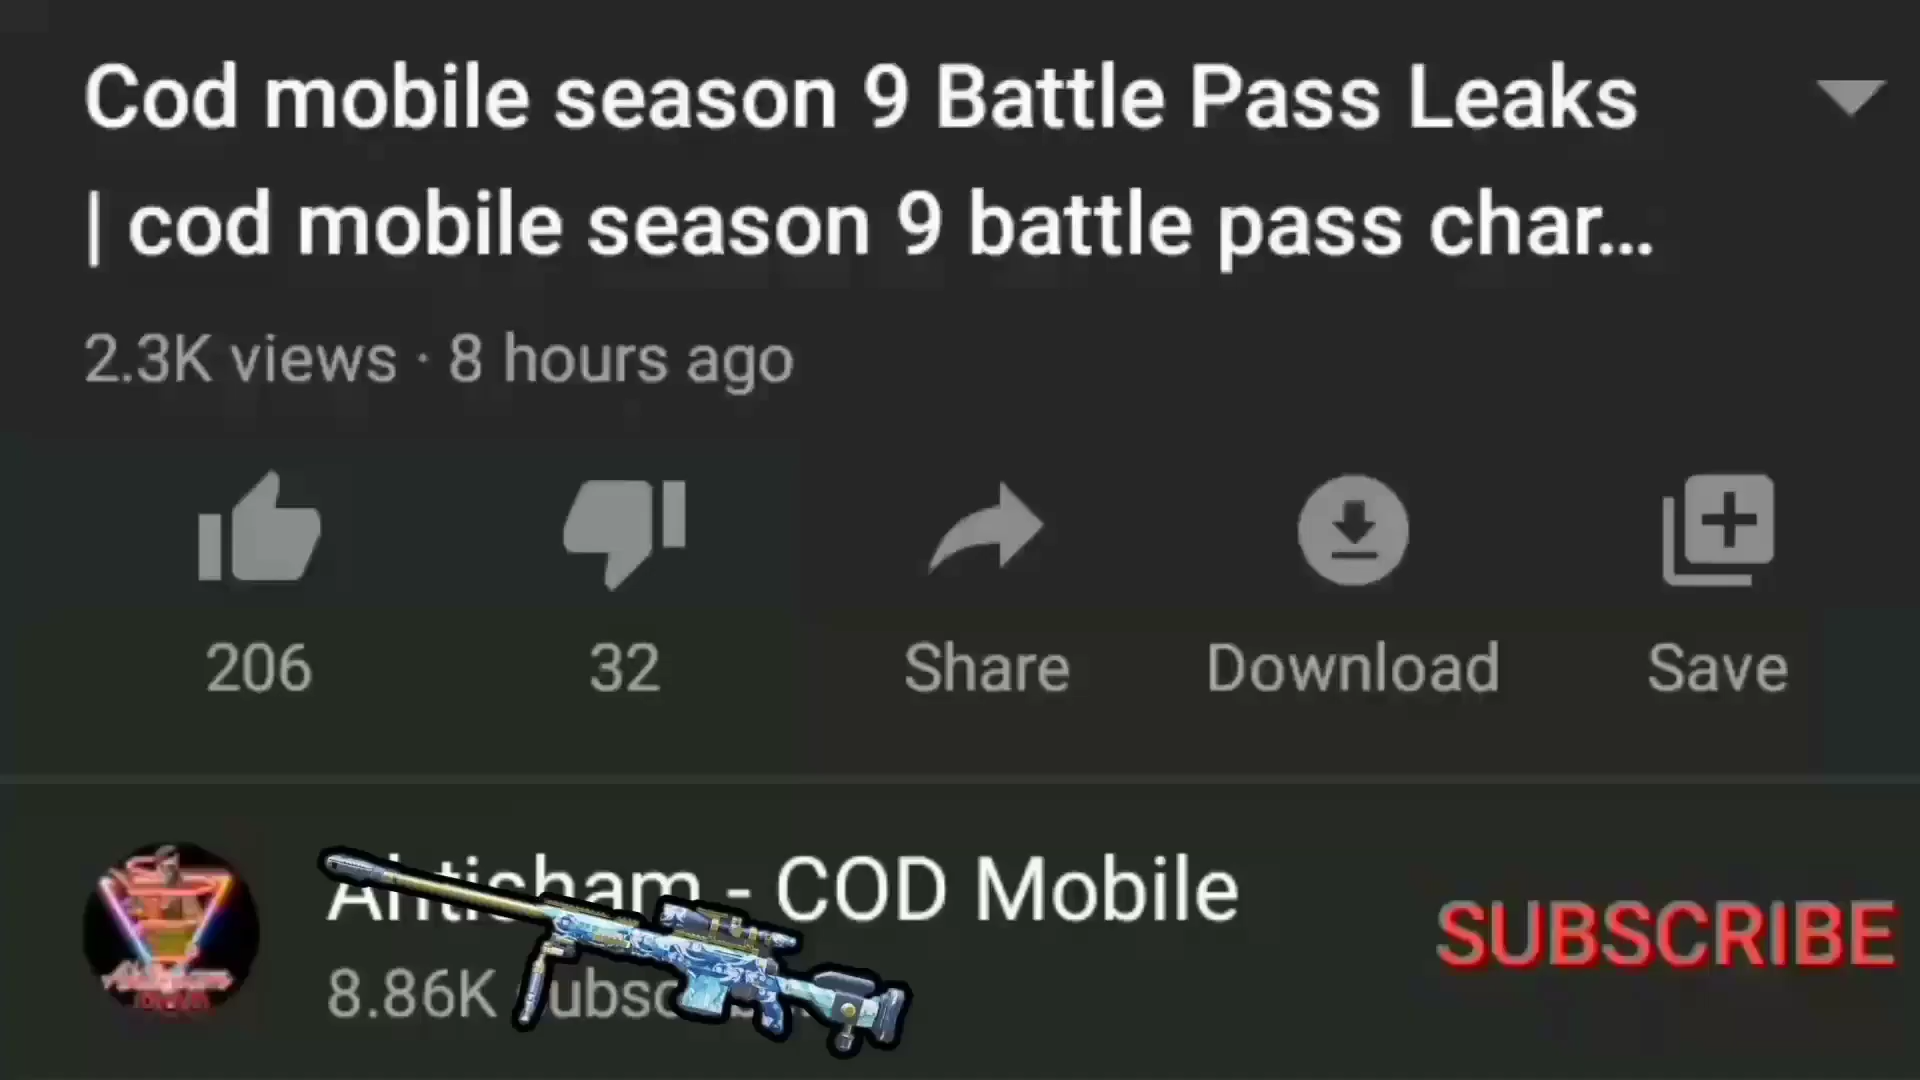 Cod mobile season 9 Battle Pass Leaks
| cod mobile season 9 battle pass char...
2.3K views · 8 hours ago
206 32 Share Download Save
Ahtisham - COD Mobile
8.86K
SUBSCRIBE